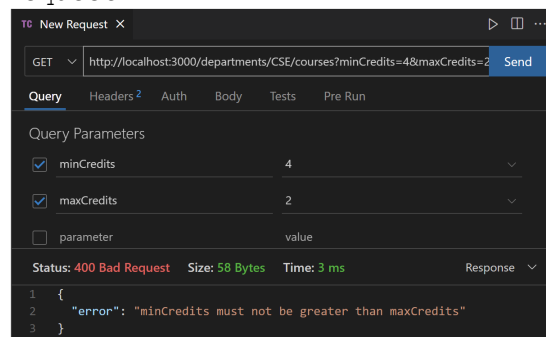 TC New Request ×
GET http://localhost:3000/departments/CSE/courses?minCredits=4&maxCredits=2 Send
Query Headers 2 Auth Body Tests Pre Run
Query Parameters
minCredits 4
maxCredits 2
parameter value
Status: 400 Bad Request Size: 58 Bytes Time: 3 ms Response
1 {
2 "error": "minCredits must not be greater than maxCredits"
3 }